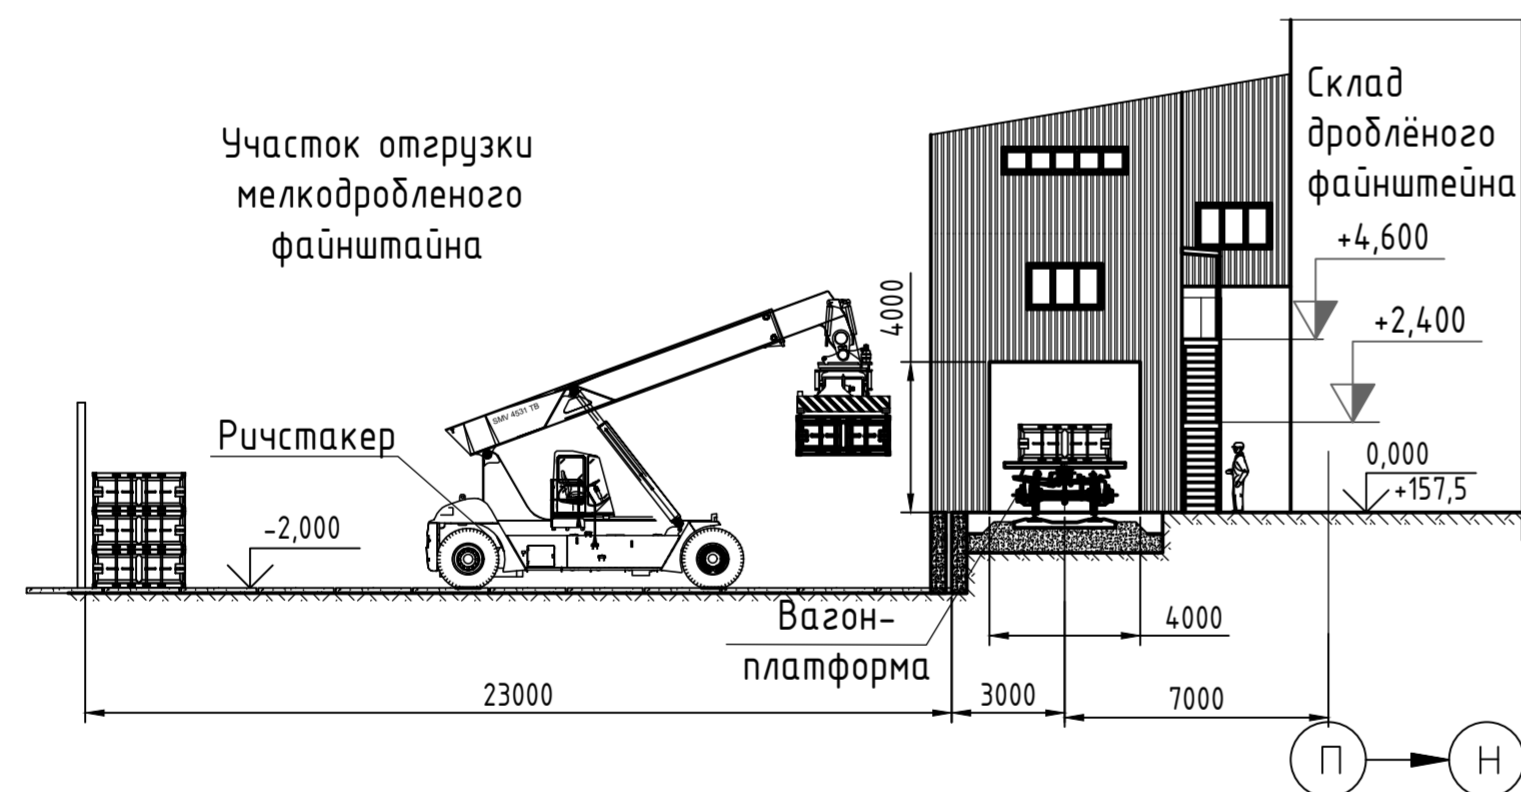 Участок отгрузки
мелкодробленого
файнштайна
Склад
дроблёного
файнштейна
+4,600
+2,400
0,000
+157,5
4000
SMV 4531 TB
Ричстакер
-2,000
Вагон-
платформа
4000
23000
3000
7000
П
Н